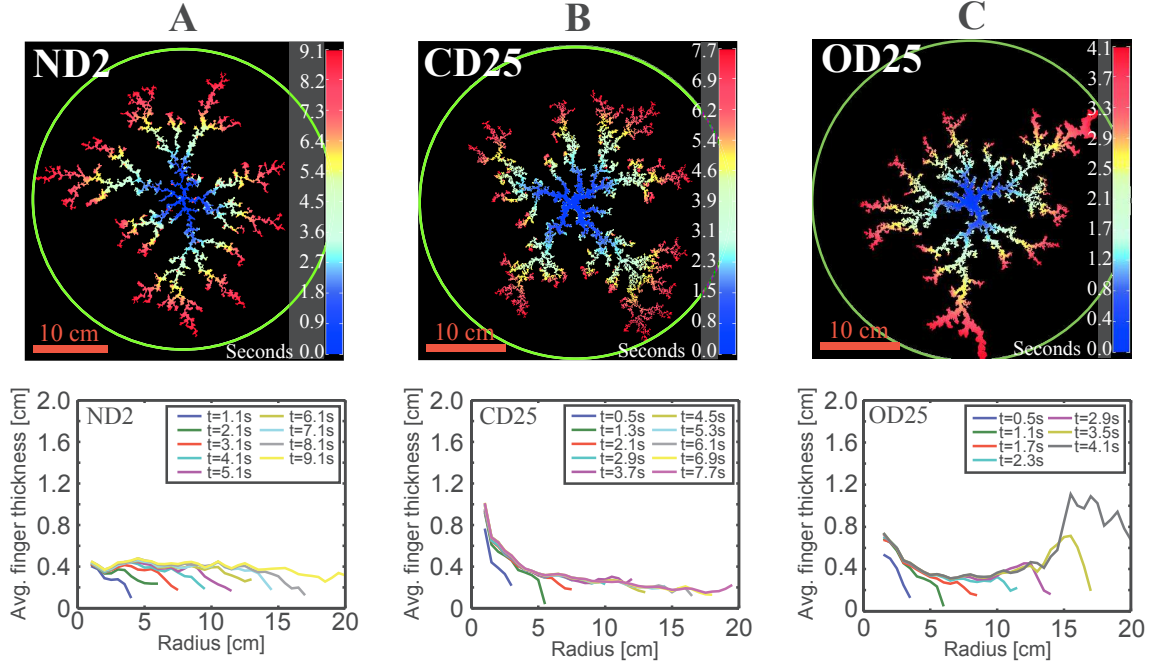 A
B
C
ND2
9.1
8.2
7.3
6.4
5.5
4.6
3.7
2.7
1.8
0.9
Seconds 0.0
10 cm
CD25
7.7
6.9
6.2
5.4
4.6
3.9
3.1
2.3
1.5
0.8
Seconds 0.0
10 cm
OD25
4.1
3.7
3.3
2.9
2.5
2.1
1.6
1.2
0.8
0.4
Seconds 0.0
10 cm
Avg. finger thickness [cm]
2.0
1.6
1.2
0.8
0.4
0
ND2
t=1.1s
t=2.1s
t=3.1s
t=4.1s
t=5.1s
t=6.1s
t=7.1s
t=8.1s
t=9.1s
0 5 10 15 20
Radius [cm]
Avg. finger thickness [cm]
2.0
1.6
1.2
0.8
0.4
0
CD25
t=0.5s
t=1.3s
t=2.1s
t=2.9s
t=3.7s
t=4.5s
t=5.3s
t=6.1s
t=6.9s
t=7.7s
0 5 10 15 20
Radius [cm]
Avg. finger thickness [cm]
2.0
1.6
1.2
0.8
0.4
0
OD25
t=0.5s
t=1.1s
t=1.7s
t=2.3s
t=2.9s
t=3.5s
t=4.1s
0 5 10 15 20
Radius [cm]